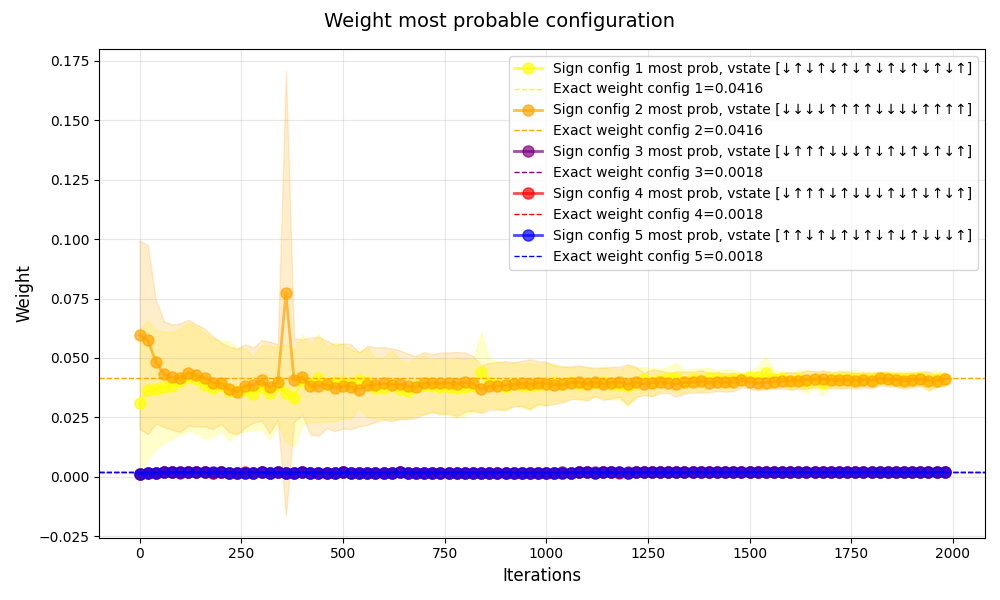 Weight most probable configuration
Sign config 1 most prob, vstate [↓↑↓↑↓↑↓↑↓↑↓↑↓↑↓↑]
Exact weight config 1=0.0416
Sign config 2 most prob, vstate [↓↓↓↓↑↑↑↑↓↓↓↓↑↑↑↑]
Exact weight config 2=0.0416
Sign config 3 most prob, vstate [↓↑↑↑↓↓↓↑↓↑↓↑↓↑↓↑]
Exact weight config 3=0.0018
Sign config 4 most prob, vstate [↓↑↑↑↓↑↓↓↓↑↓↑↓↑↓↑]
Exact weight config 4=0.0018
Sign config 5 most prob, vstate [↑↑↓↑↓↑↓↑↓↑↓↑↓↓↓↑]
Exact weight config 5=0.0018
Weight
0.175
0.150
0.125
0.100
0.075
0.050
0.025
0.000
−0.025
0 250 500 750 1000 1250 1500 1750 2000
Iterations